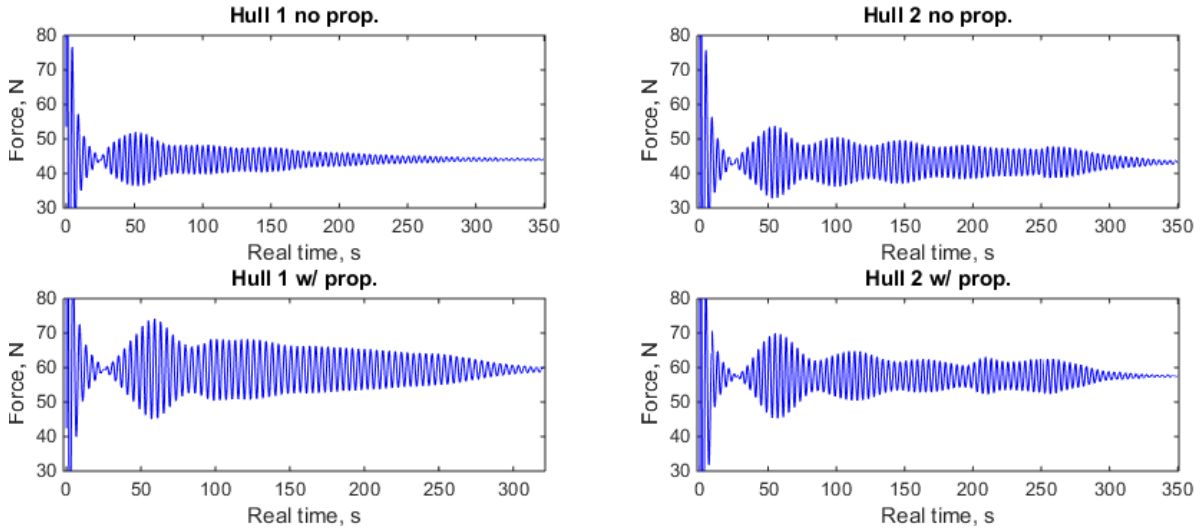 Hull 1 no prop.
80
70
60
50
40
30
Force, N
0 50 100 150 200 250 300 350
Real time, s
Hull 2 no prop.
80
70
60
50
40
30
Force, N
0 50 100 150 200 250 300 350
Real time, s
Hull 1 w/ prop.
80
70
60
50
40
30
Force, N
0 50 100 150 200 250 300
Real time, s
Hull 2 w/ prop.
80
70
60
50
40
30
Force, N
0 50 100 150 200 250 300 350
Real time, s